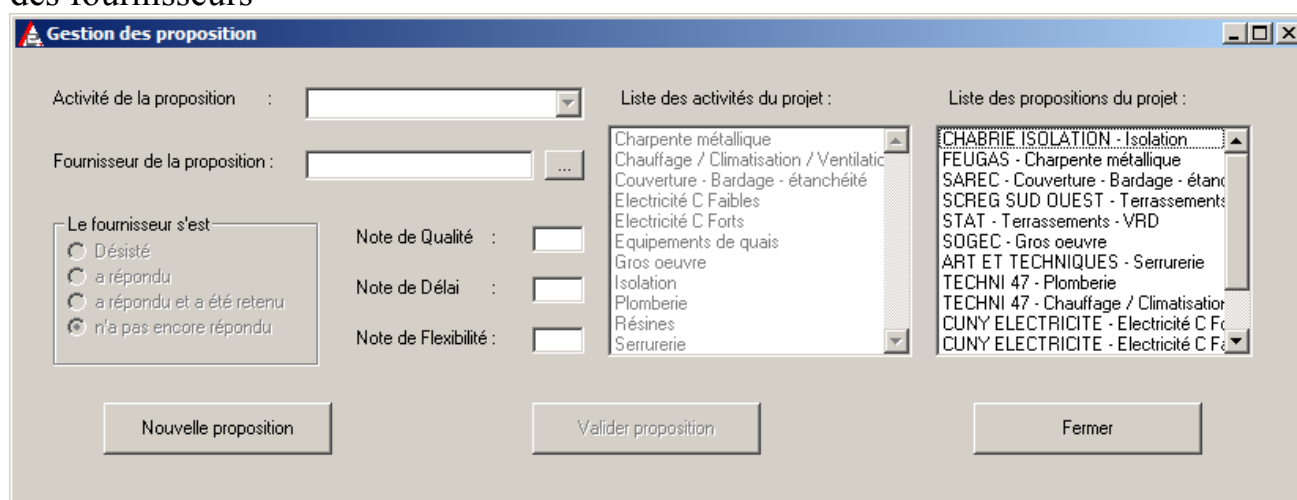 des fournisseurs
Gestion des proposition
Activité de la proposition :
Fournisseur de la proposition :
...
Le fournisseur s'est
Désisté
a répondu
a répondu et a été retenu
n'a pas encore répondu
Note de Qualité :
Note de Délai :
Note de Flexibilité :
Liste des activités du projet :
Charpente métallique
Chauffage / Climatisation / Ventilatic
Couverture - Bardage - étanchéité
Electricité C Faibles
Electricité C Forts
Equipements de quais
Gros oeuvre
Isolation
Plomberie
Résines
Serrurerie
Liste des propositions du projet :
CHABRIE ISOLATION - Isolation
FEUGAS - Charpente métallique
SAREC - Couverture - Bardage - étanc
SCREG SUD OUEST - Terrassements
STAT - Terrassements - VRD
SOGEC - Gros oeuvre
ART ET TECHNIQUES - Serrurerie
TECHNI 47 - Plomberie
TECHNI 47 - Chauffage / Climatisation
CUNY ELECTRICITE - Electricité C Fo
CUNY ELECTRICITE - Electricité C Fa
Nouvelle proposition
Valider proposition
Fermer